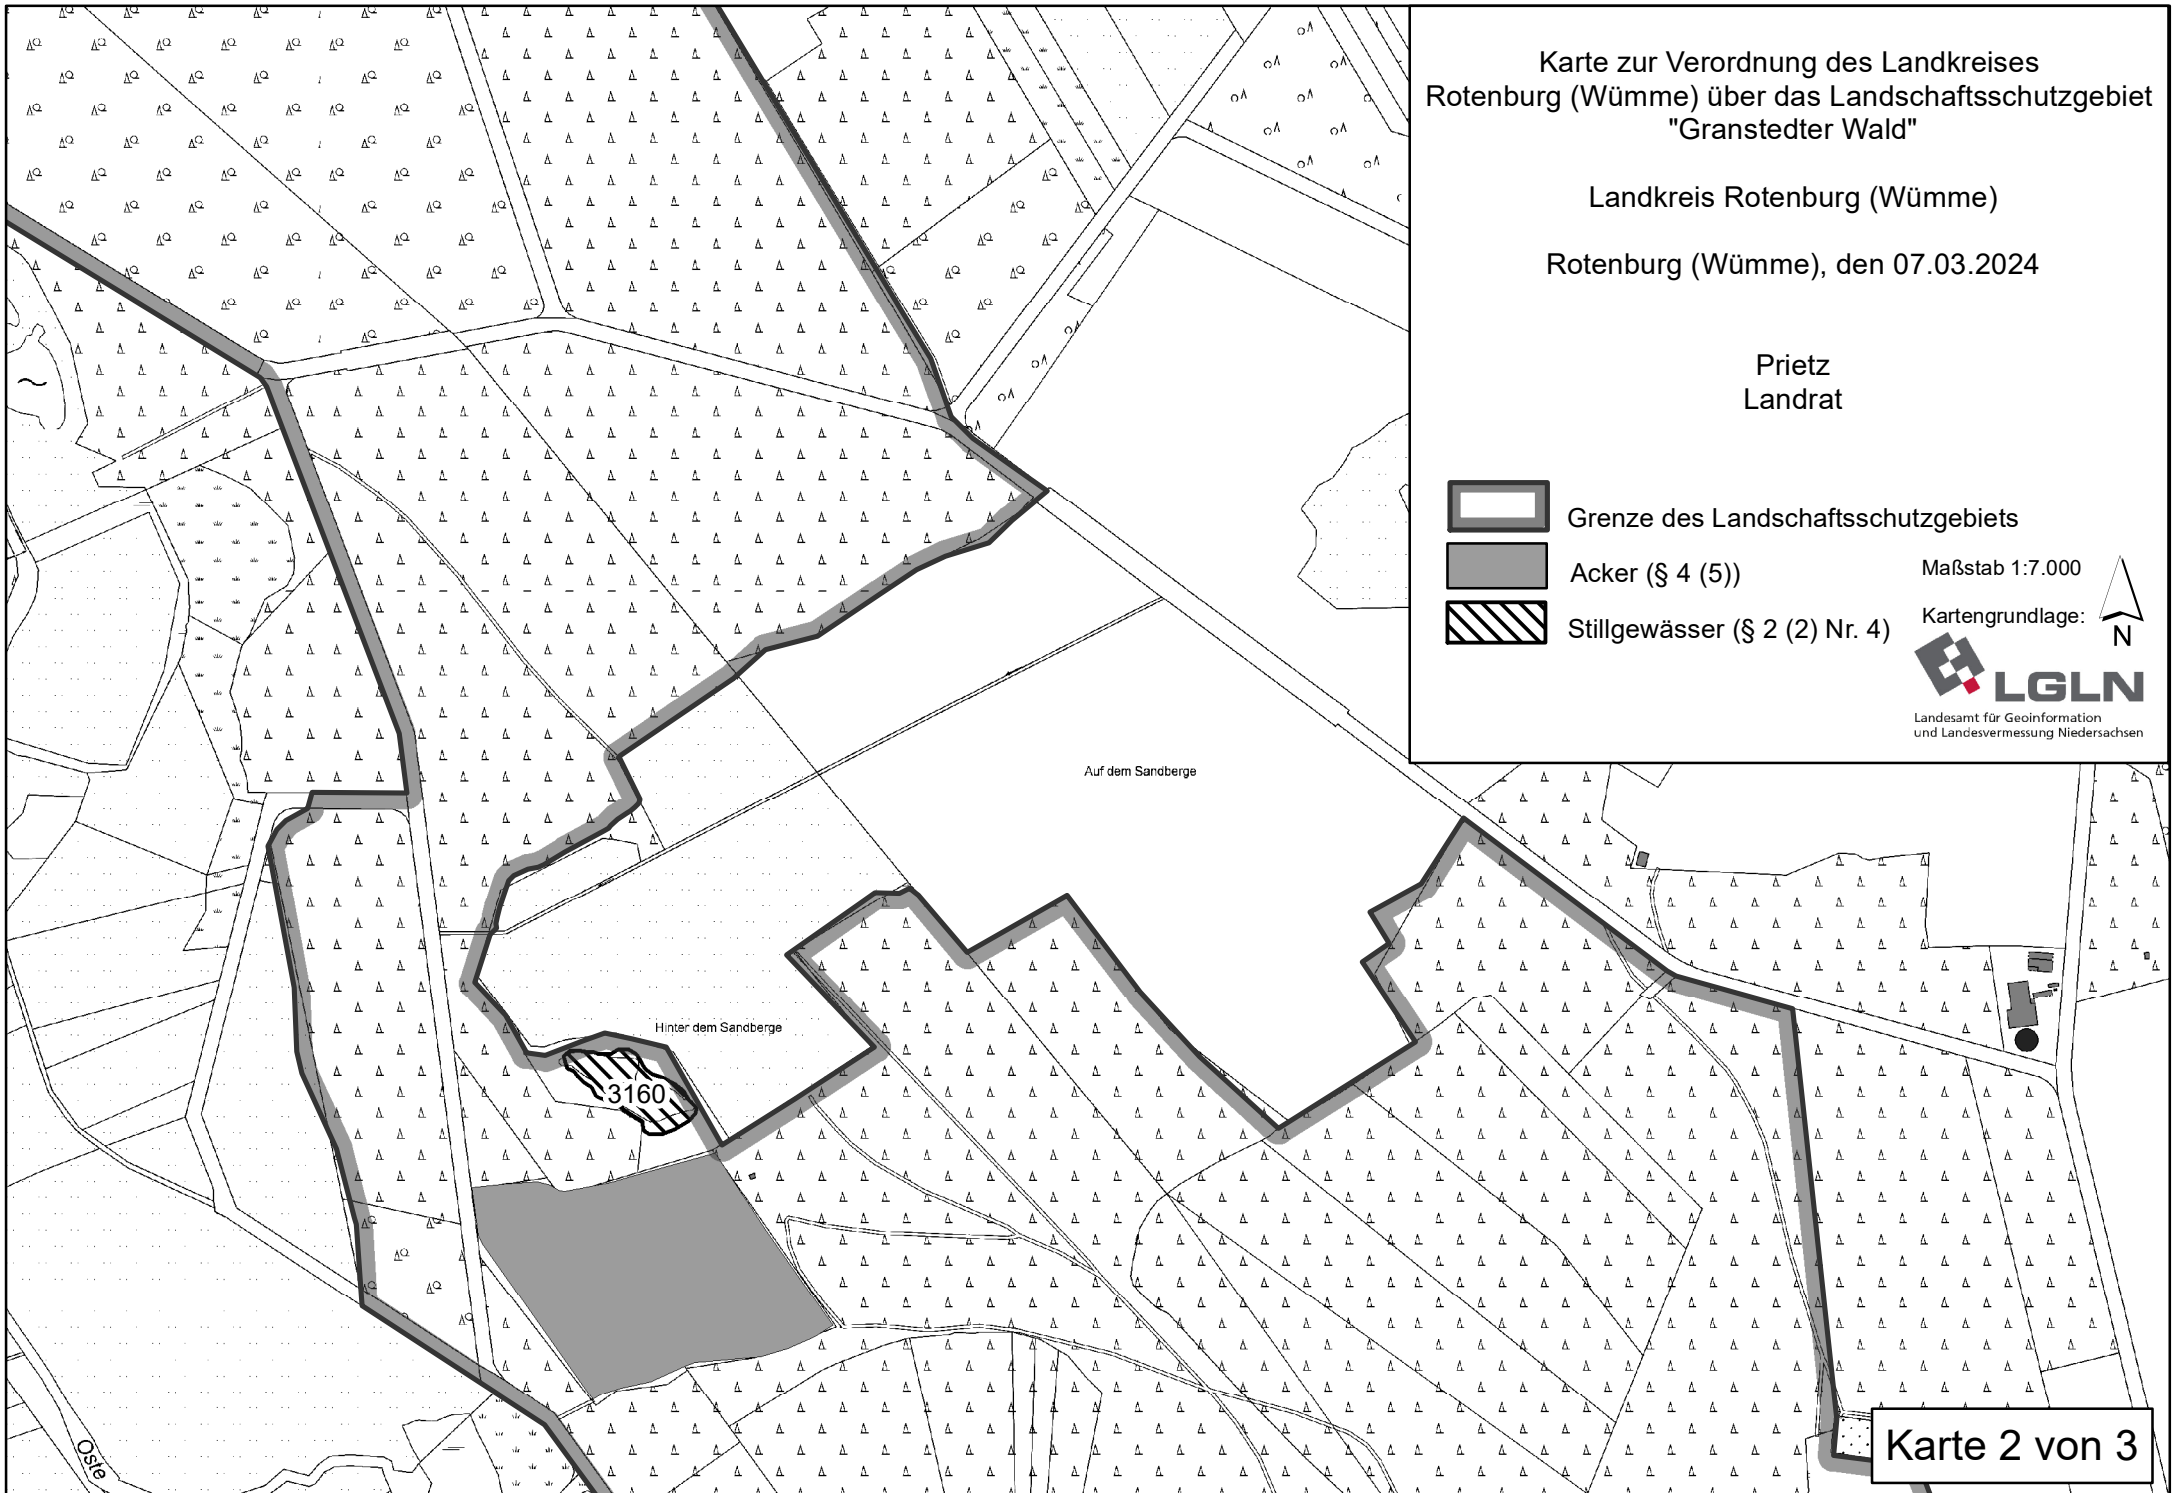 Karte zur Verordnung des Landkreises
Rotenburg (Wümme) über das Landschaftsschutzgebiet
"Granstedter Wald"
Landkreis Rotenburg (Wümme)
Rotenburg (Wümme), den 07.03.2024
Prietz
Landrat
Grenze des Landschaftsschutzgebiets
Acker (§ 4 (5))
Stillgewässer (§ 2 (2) Nr. 4)
Maßstab 1:7.000
Kartengrundlage:
N
LGLN
Landesamt für Geoinformation
und Landesvermessung Niedersachsen
Auf dem Sandberge
Hinter dem Sandberge
3160
Oste
Karte 2 von 3